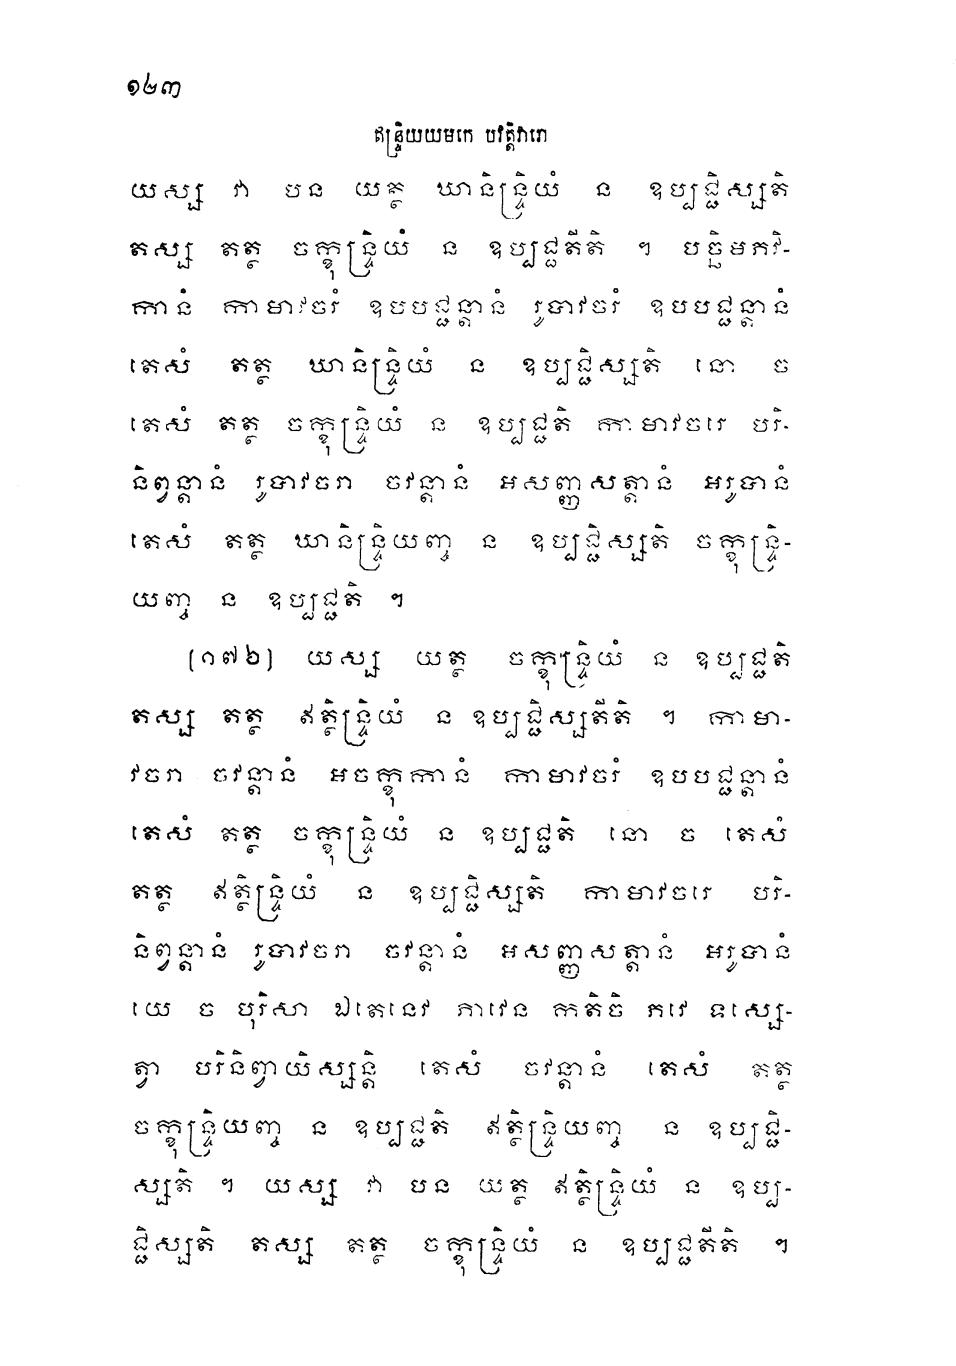 ១២៣
ឥន្ទ្រិយយមកេ បវត្តិវារោ
យស្ស វា បន យត្ថ ឃានិន្ទ្រិយំ ន ឧប្បជ្ជិស្សតិ
តស្ស តត្ថ ចក្ខុន្ទ្រិយំ ន ឧប្បជ្ជតីតិ ។ បច្ឆិមភវិ-
កានំ កាមាវចរំ ឧបបជ្ជន្តានំ រូបាវចរំ ឧបបជ្ជន្តានំ
តេសំ តត្ថ ឃានិន្ទ្រិយំ ន ឧប្បជ្ជិស្សតិ នោ ច
តេសំ តត្ថ ចក្ខុន្ទ្រិយំ ន ឧប្បជ្ជតិ កាមាវចរេ បរិ-
និព្វន្តានំ រូបាវចរា ចវន្តានំ អសញ្ញសត្តានំ អរូបានំ
តេសំ តត្ថ ឃានិន្ទ្រិយញ្ច ន ឧប្បជ្ជិស្សតិ ចក្ខុន្ទ្រិ-
យញ្ច ន ឧប្បជ្ជតិ ។
(១៧២) យស្ស យត្ថ ចក្ខុន្ទ្រិយំ ន ឧប្បជ្ជតិ
តស្ស តត្ថ ឥត្ថិន្ទ្រិយំ ន ឧប្បជ្ជិស្សតីតិ ។ កាមា-
វចរា ចវន្តានំ អចក្ខុកានំ កាមាវចរំ ឧបបជ្ជន្តានំ
តេសំ តត្ថ ចក្ខុន្ទ្រិយំ ន ឧប្បជ្ជតិ នោ ច តេសំ
តត្ថ ឥត្ថិន្ទ្រិយំ ន ឧប្បជ្ជិស្សតិ កាមាវចរេ បរិ-
និព្វន្តានំ រូបាវចរា ចវន្តានំ អសញ្ញសត្តានំ អរូបានំ
យេ ច បុរិសា ឯតេនេវ ភាវេន កតិចិ ភវេ ទស្សេ-
ត្វា បរិនិព្វាយិស្សន្តិ តេសំ ចវន្តានំ តេសំ តត្ថ
ចក្ខុន្ទ្រិយញ្ច ន ឧប្បជ្ជតិ ឥត្ថិន្ទ្រិយញ្ច ន ឧប្បជ្ជិ-
ស្សតិ ។ យស្ស វា បន យត្ថ ឥត្ថិន្ទ្រិយំ ន ឧប្ប-
ជ្ជិស្សតិ តស្ស តត្ថ ចក្ខុន្ទ្រិយំ ន ឧប្បជ្ជតីតិ ។